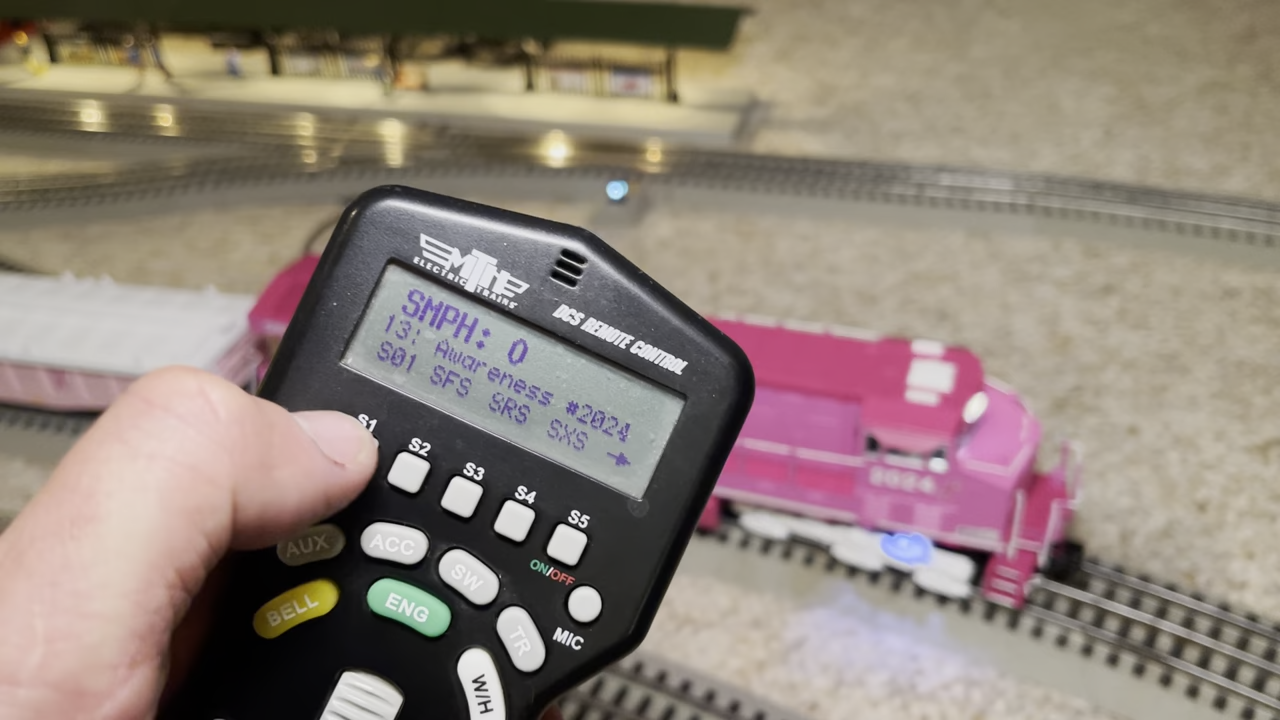 MTH
ELECTRIC TRAINS
DCS REMOTE CONTROL
SMPH: 0
13: Awareness #2024
S01 SFS SRS SXS
S1
S2
S3
S4
S5
AUX
ACC
SW
ON/OFF
BELL
ENG
TR
MIC
W/H
2024